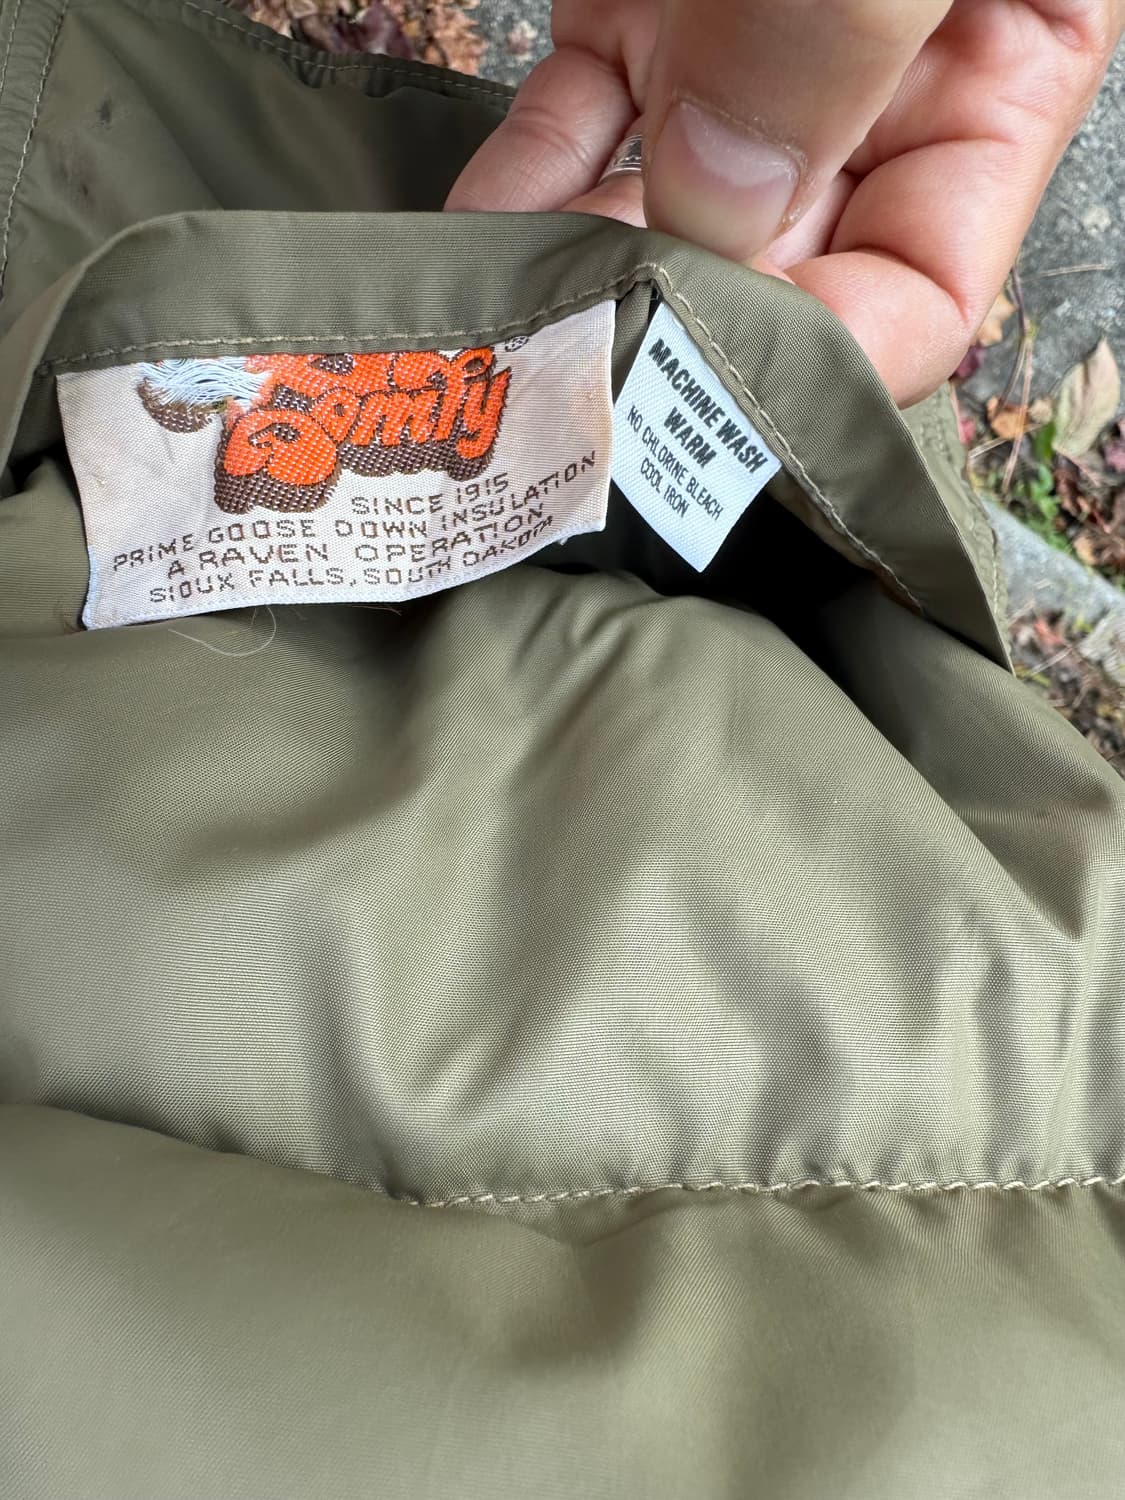 Comfy ®
SINCE 1915
PRIME GOOSE DOWN INSULATION
A RAVEN OPERATION
SIOUX FALLS, SOUTH DAKOTA
MACHINE WASH
WARM
NO CHLORINE BLEACH
COOL IRON